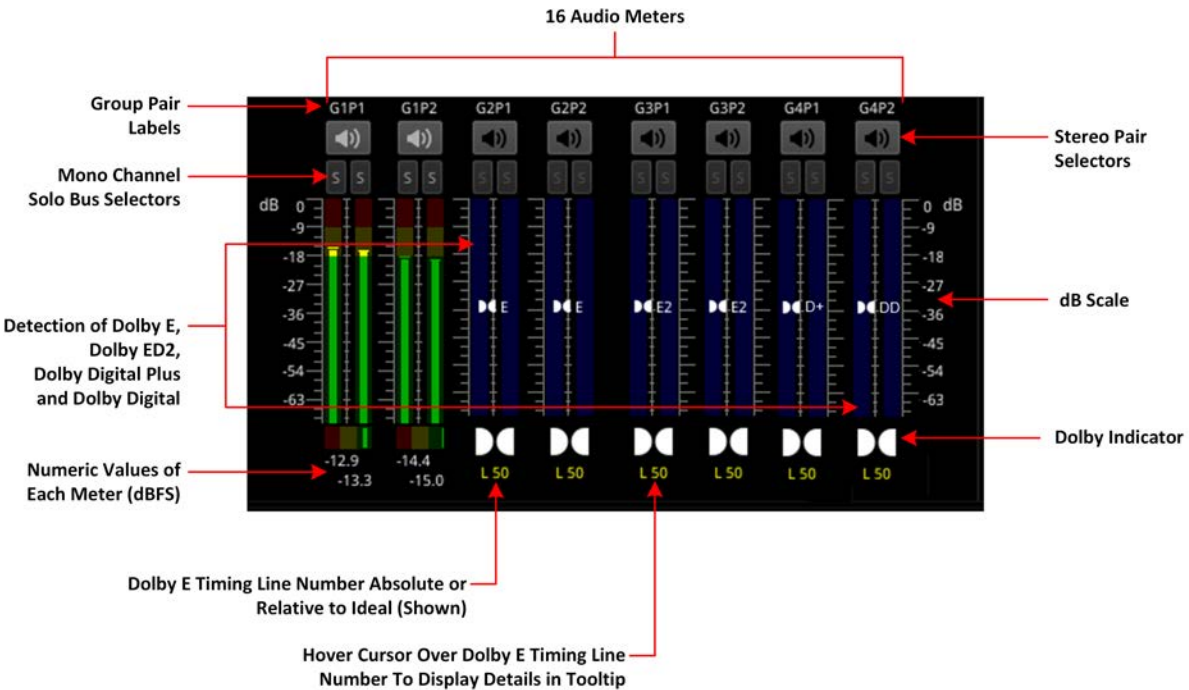 16 Audio Meters
Group Pair
Labels
G1P1 G1P2 G2P1 G2P2 G3P1 G3P2 G4P1 G4P2
Stereo Pair
Selectors
Mono Channel
Solo Bus Selectors
S S S S S S S S S S S S S S S S
dB 0 0 dB
-9 -9
-18 -18
-27 -27
-36 -36
-45 -45
-54 -54
-63 -63
E E E2 E2 D+ DD
dB Scale
Detection of Dolby E,
Dolby ED2,
Dolby Digital Plus
and Dolby Digital
Dolby Indicator
Numeric Values of
Each Meter (dBFS)
-12.9 -14.4
-13.3 -15.0
L 50 L 50 L 50 L 50 L 50 L 50
Dolby E Timing Line Number Absolute or
Relative to Ideal (Shown)
Hover Cursor Over Dolby E Timing Line
Number To Display Details in Tooltip